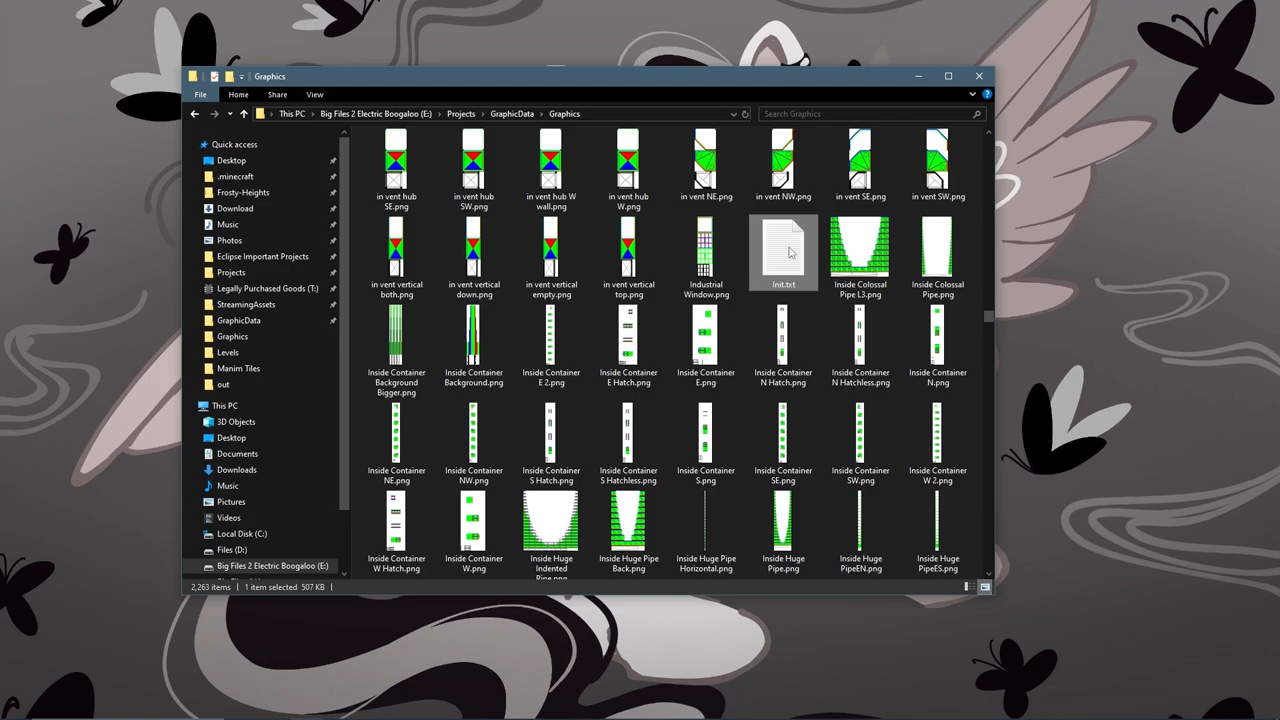 Graphics
File
Home
Share
View
This PC
Big Files 2 Electric Boogaloo (E:)
Projects
GraphicData
Graphics
Search Graphics
Quick access
Desktop
.minecraft
Frosty-Heights
Download
Music
Photos
Eclipse Important Projects
Projects
Legally Purchased Goods (T:)
StreamingAssets
GraphicData
Graphics
Levels
Manim Tiles
out
This PC
3D Objects
Desktop
Documents
Downloads
Music
Pictures
Videos
Local Disk (C:)
Files (D:)
Big Files 2 Electric Boogaloo (E:)
in vent hub
SE.png
in vent hub
SW.png
in vent hub W
wall.png
in vent hub
W.png
in vent NE.png
in vent NW.png
in vent SE.png
in vent SW.png
in vent vertical
both.png
in vent vertical
down.png
in vent vertical
empty.png
in vent vertical
top.png
Industrial
Window.png
Init.txt
Inside Colossal
Pipe L3.png
Inside Colossal
Pipe.png
Inside Container
Background
Bigger.png
Inside Container
Background.png
Inside Container
E 2.png
Inside Container
E Hatch.png
Inside Container
E.png
Inside Container
N Hatch.png
Inside Container
N Hatchless.png
Inside Container
N.png
Inside Container
NE.png
Inside Container
NW.png
Inside Container
S Hatch.png
Inside Container
S Hatchless.png
Inside Container
S.png
Inside Container
SE.png
Inside Container
SW.png
Inside Container
W 2.png
Inside Container
W Hatch.png
Inside Container
W.png
Inside Huge
Indented
Pipe.png
Inside Huge Pipe
Back.png
Inside Huge Pipe
Horizontal.png
Inside Huge
Pipe.png
Inside Huge
PipeEN.png
Inside Huge
PipeES.png
2,263 items
1 item selected 507 KB